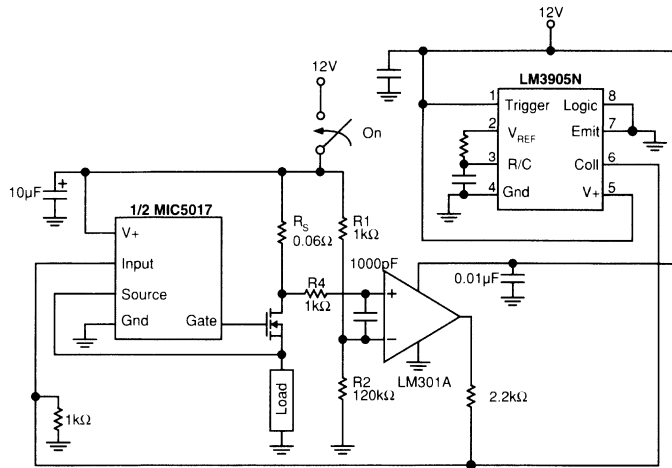 12V
LM3905N
1 Trigger Logic 8
2 VREF Emit 7
3 R/C Coll 6
4 Gnd V+ 5
12V
On
10µF +
1/2 MIC5017
V+
Input
Source
Gnd Gate
RS
0.06Ω
R1
1kΩ
R4
1kΩ
1000pF
+
−
LM301A
0.01µF
R2
120kΩ
2.2kΩ
Load
1kΩ